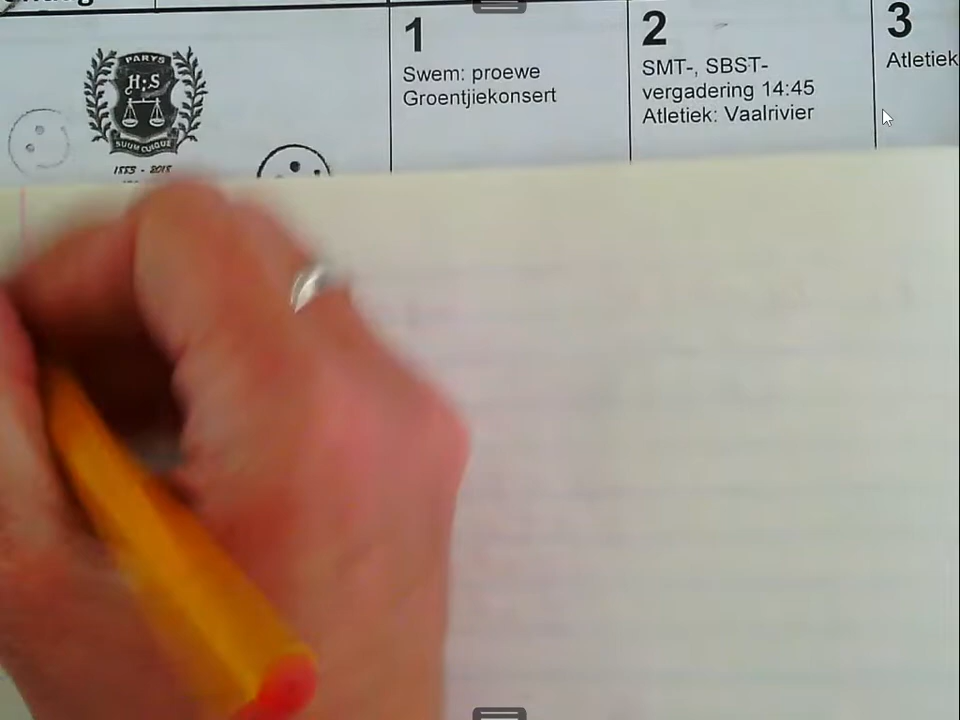 1
Swem: proewe
Groentjiekonsert
2
SMT-, SBST-
vergadering 14:45
Atletiek: Vaalrivier
3
Atletiek
PARYS
H·S
SUUM CUIQUE